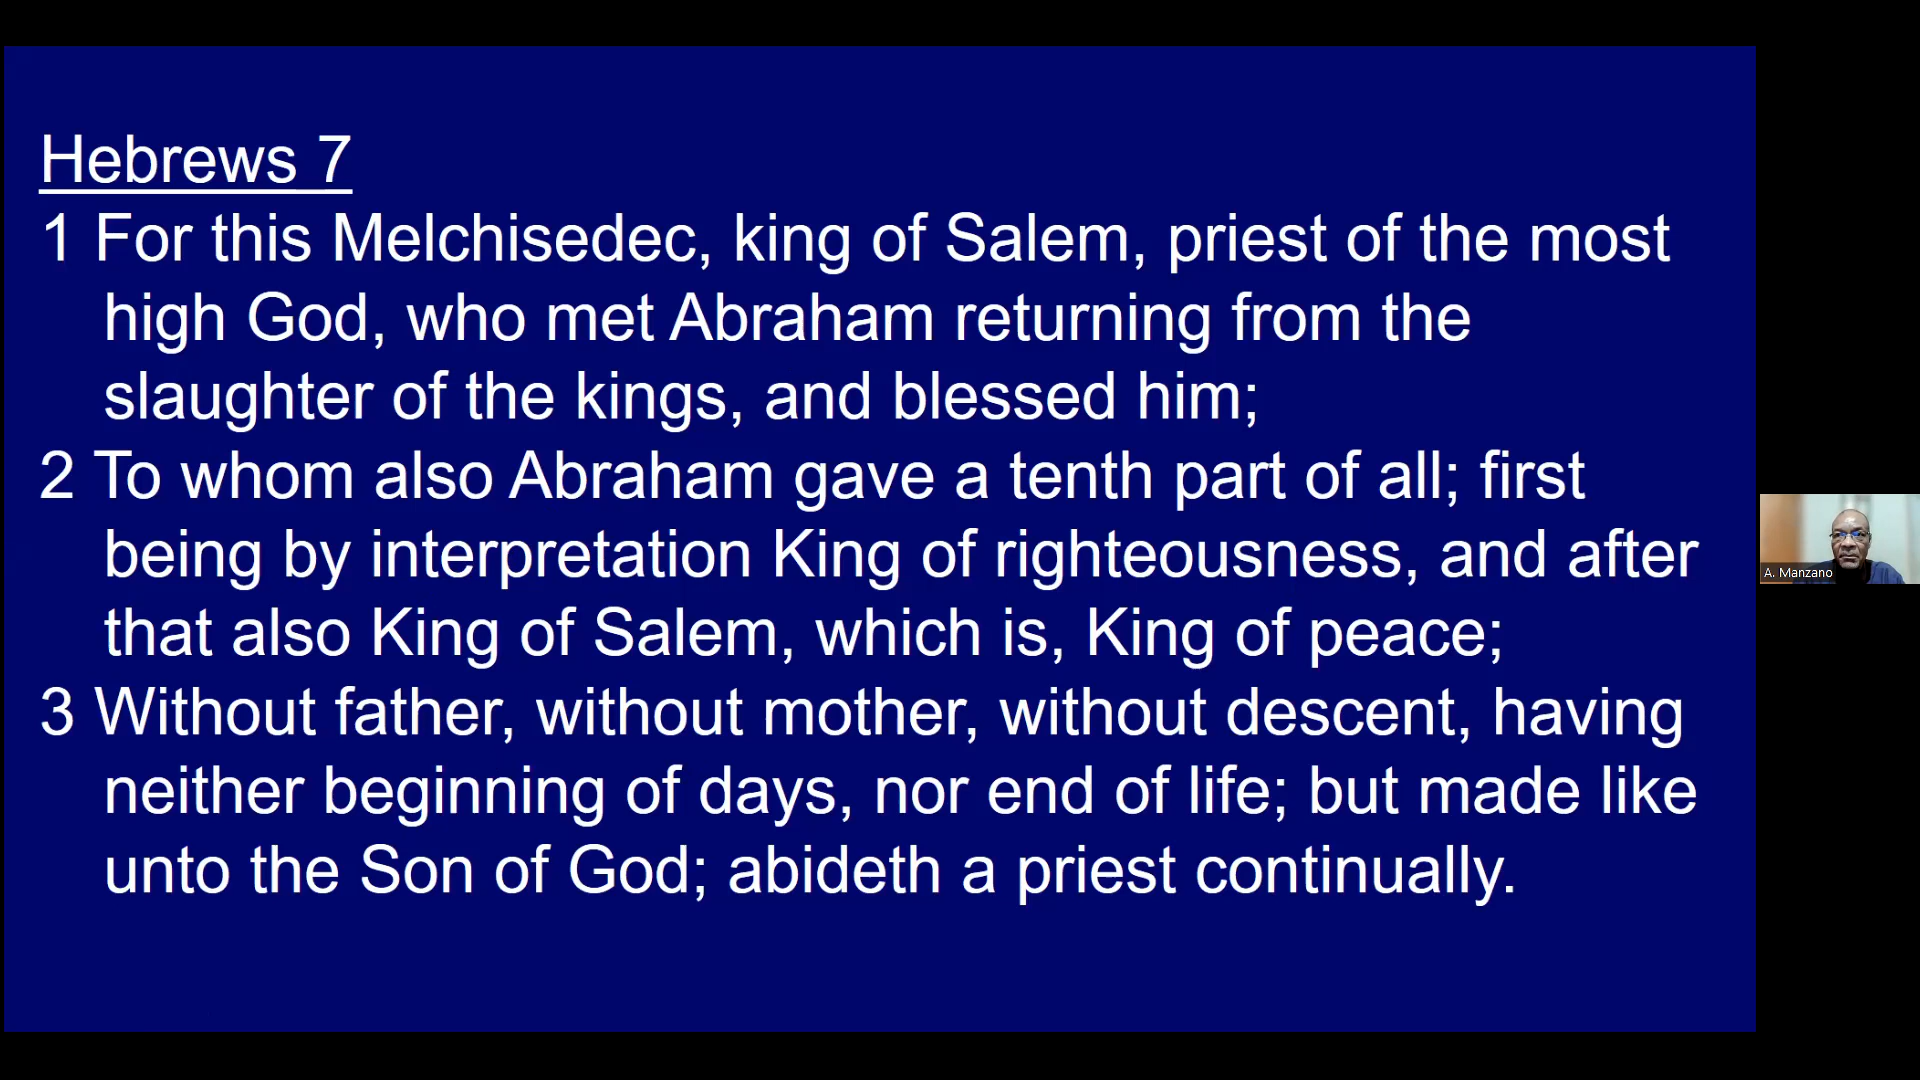 Hebrews 7
1 For this Melchisedec, king of Salem, priest of the most
high God, who met Abraham returning from the
slaughter of the kings, and blessed him;
2 To whom also Abraham gave a tenth part of all; first
being by interpretation King of righteousness, and after
that also King of Salem, which is, King of peace;
3 Without father, without mother, without descent, having
neither beginning of days, nor end of life; but made like
unto the Son of God; abideth a priest continually.
A. Manzano